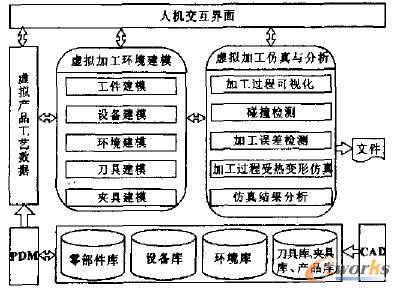 人机交互界面
虚拟产品工艺数据
虚拟加工环境建模
工件建模
设备建模
环境建模
刀具建模
夹具建模
虚拟加工仿真与分析
加工过程可视化
碰撞检测
加工误差检测
加工过程受热变形仿真
仿真结果分析
文件
PDM
零部件库
设备库
环境库
刀具库、夹具
库、产品库
CAD